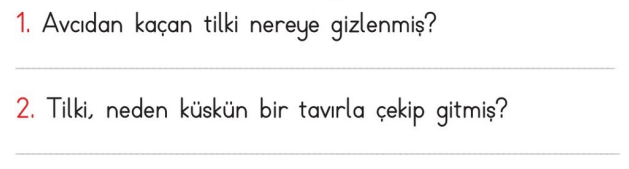 1. Avcıdan kaçan tilki nereye gizlenmiş?
2. Tilki, neden küskün bir tavırla çekip gitmiş?